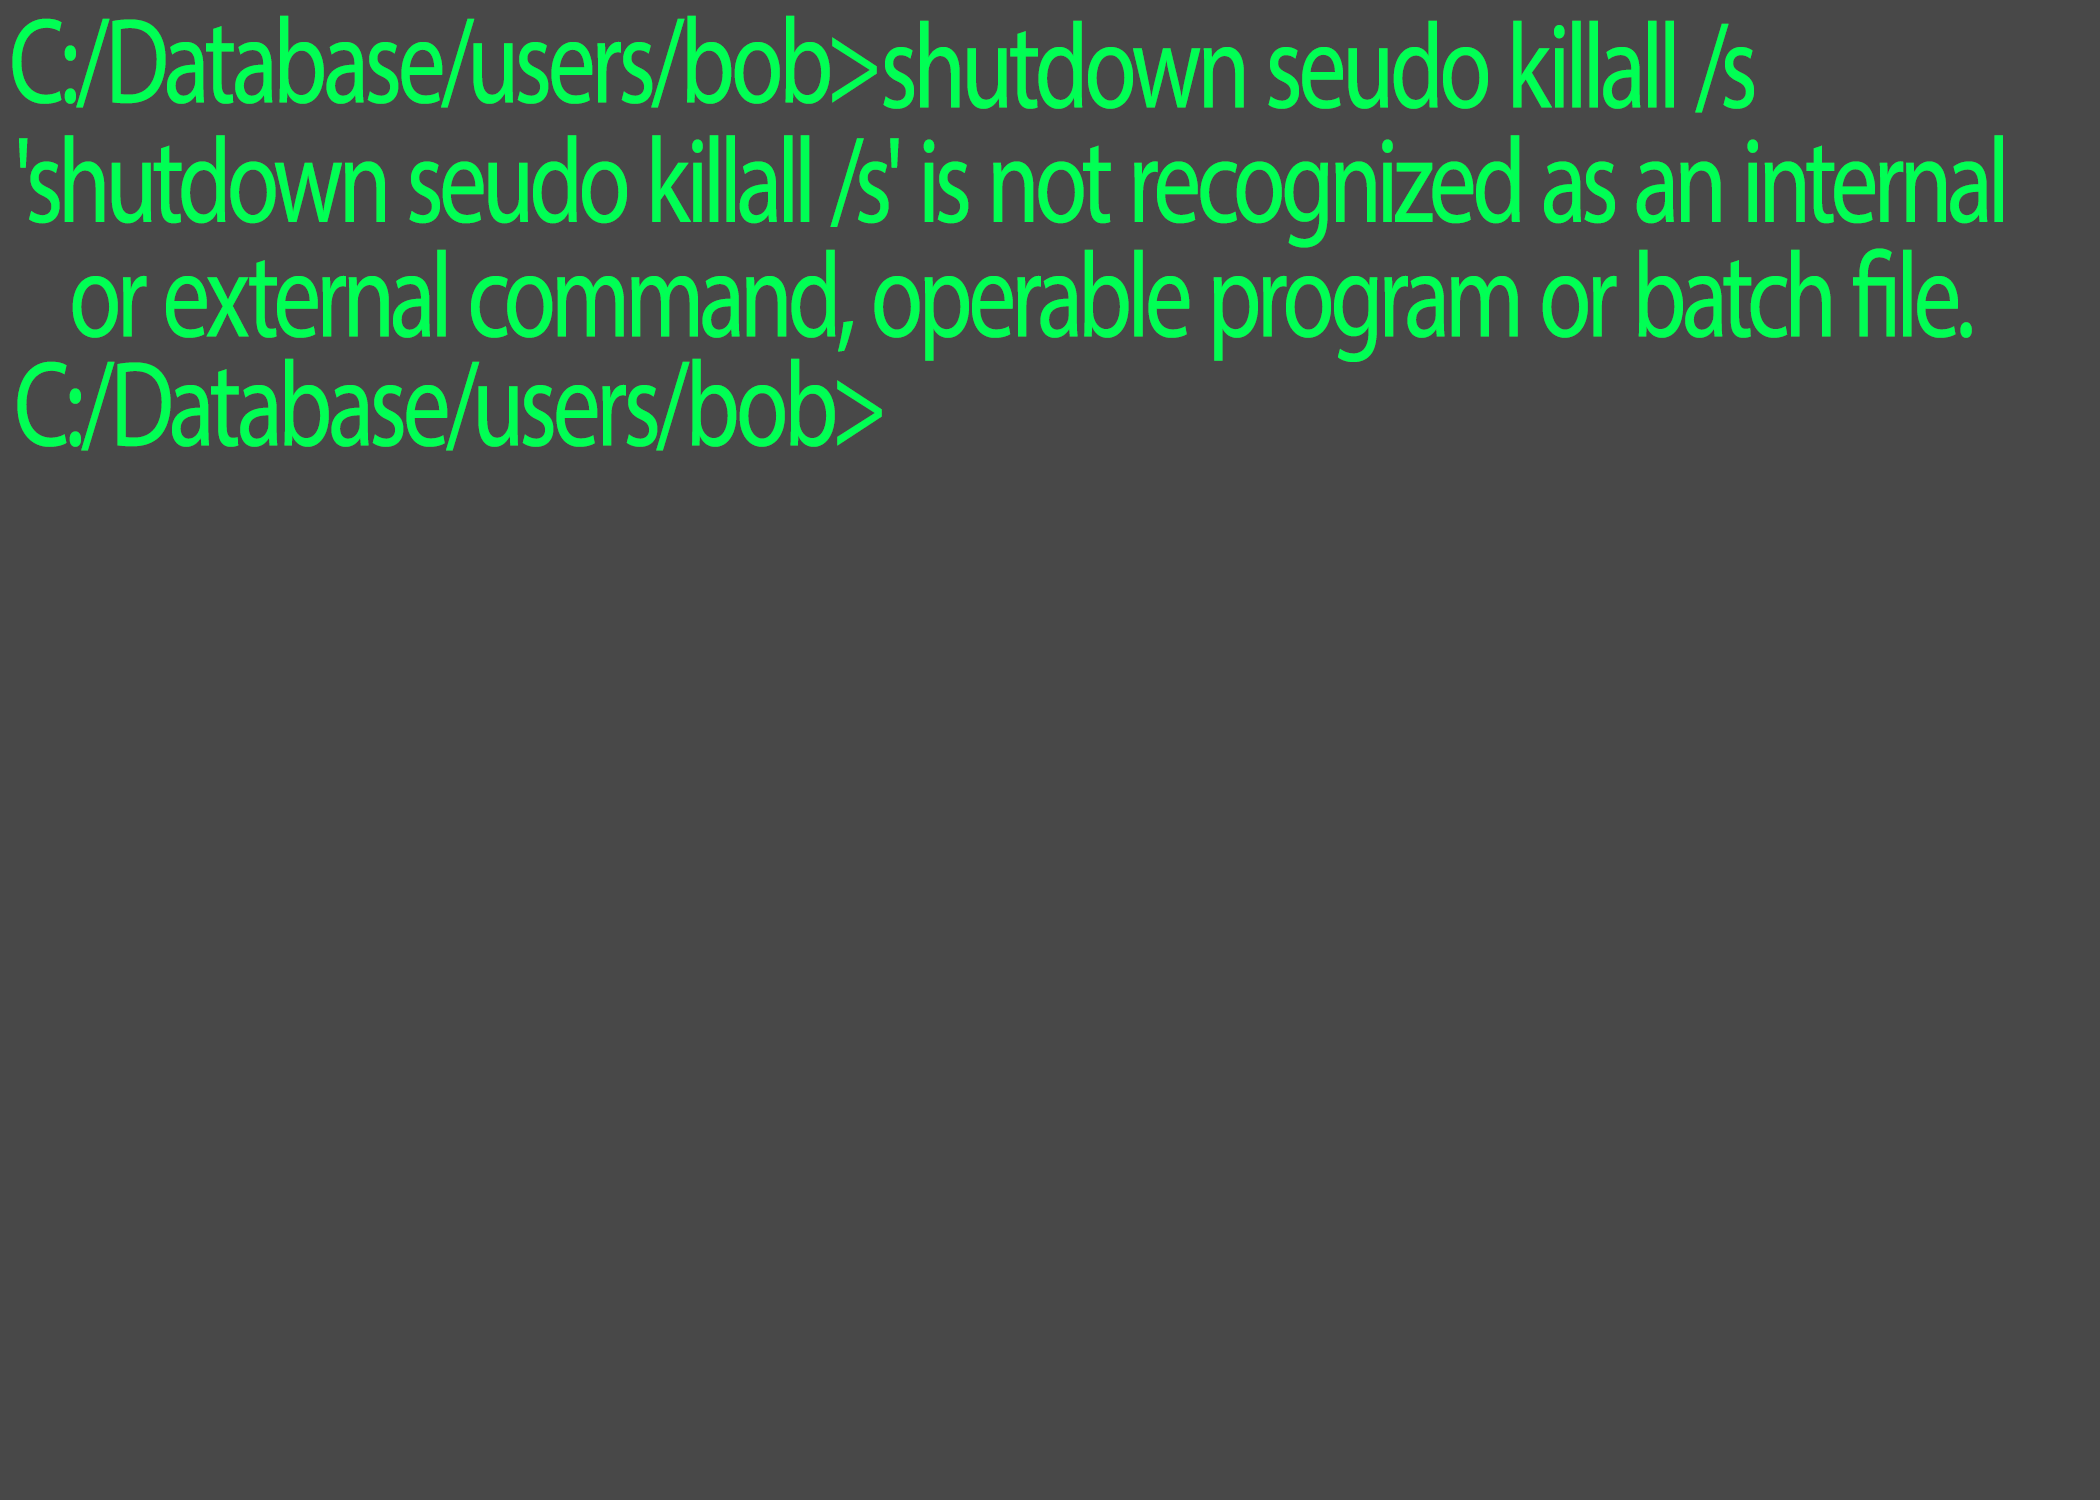 C:/Database/users/bob>shutdown seudo killall /s
'shutdown seudo killall /s' is not recognized as an internal
or external command, operable program or batch file.
C:/Database/users/bob>